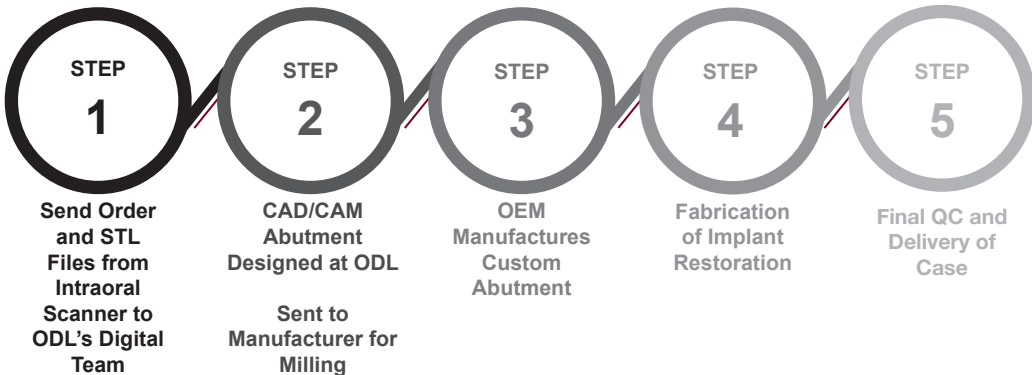 STEP
1
Send Order
and STL
Files from
Intraoral
Scanner to
ODL's Digital
Team
STEP
2
CAD/CAM
Abutment
Designed at ODL
Sent to
Manufacturer for
Milling
STEP
3
OEM
Manufactures
Custom
Abutment
STEP
4
Fabrication
of Implant
Restoration
STEP
5
Final QC and
Delivery of
Case